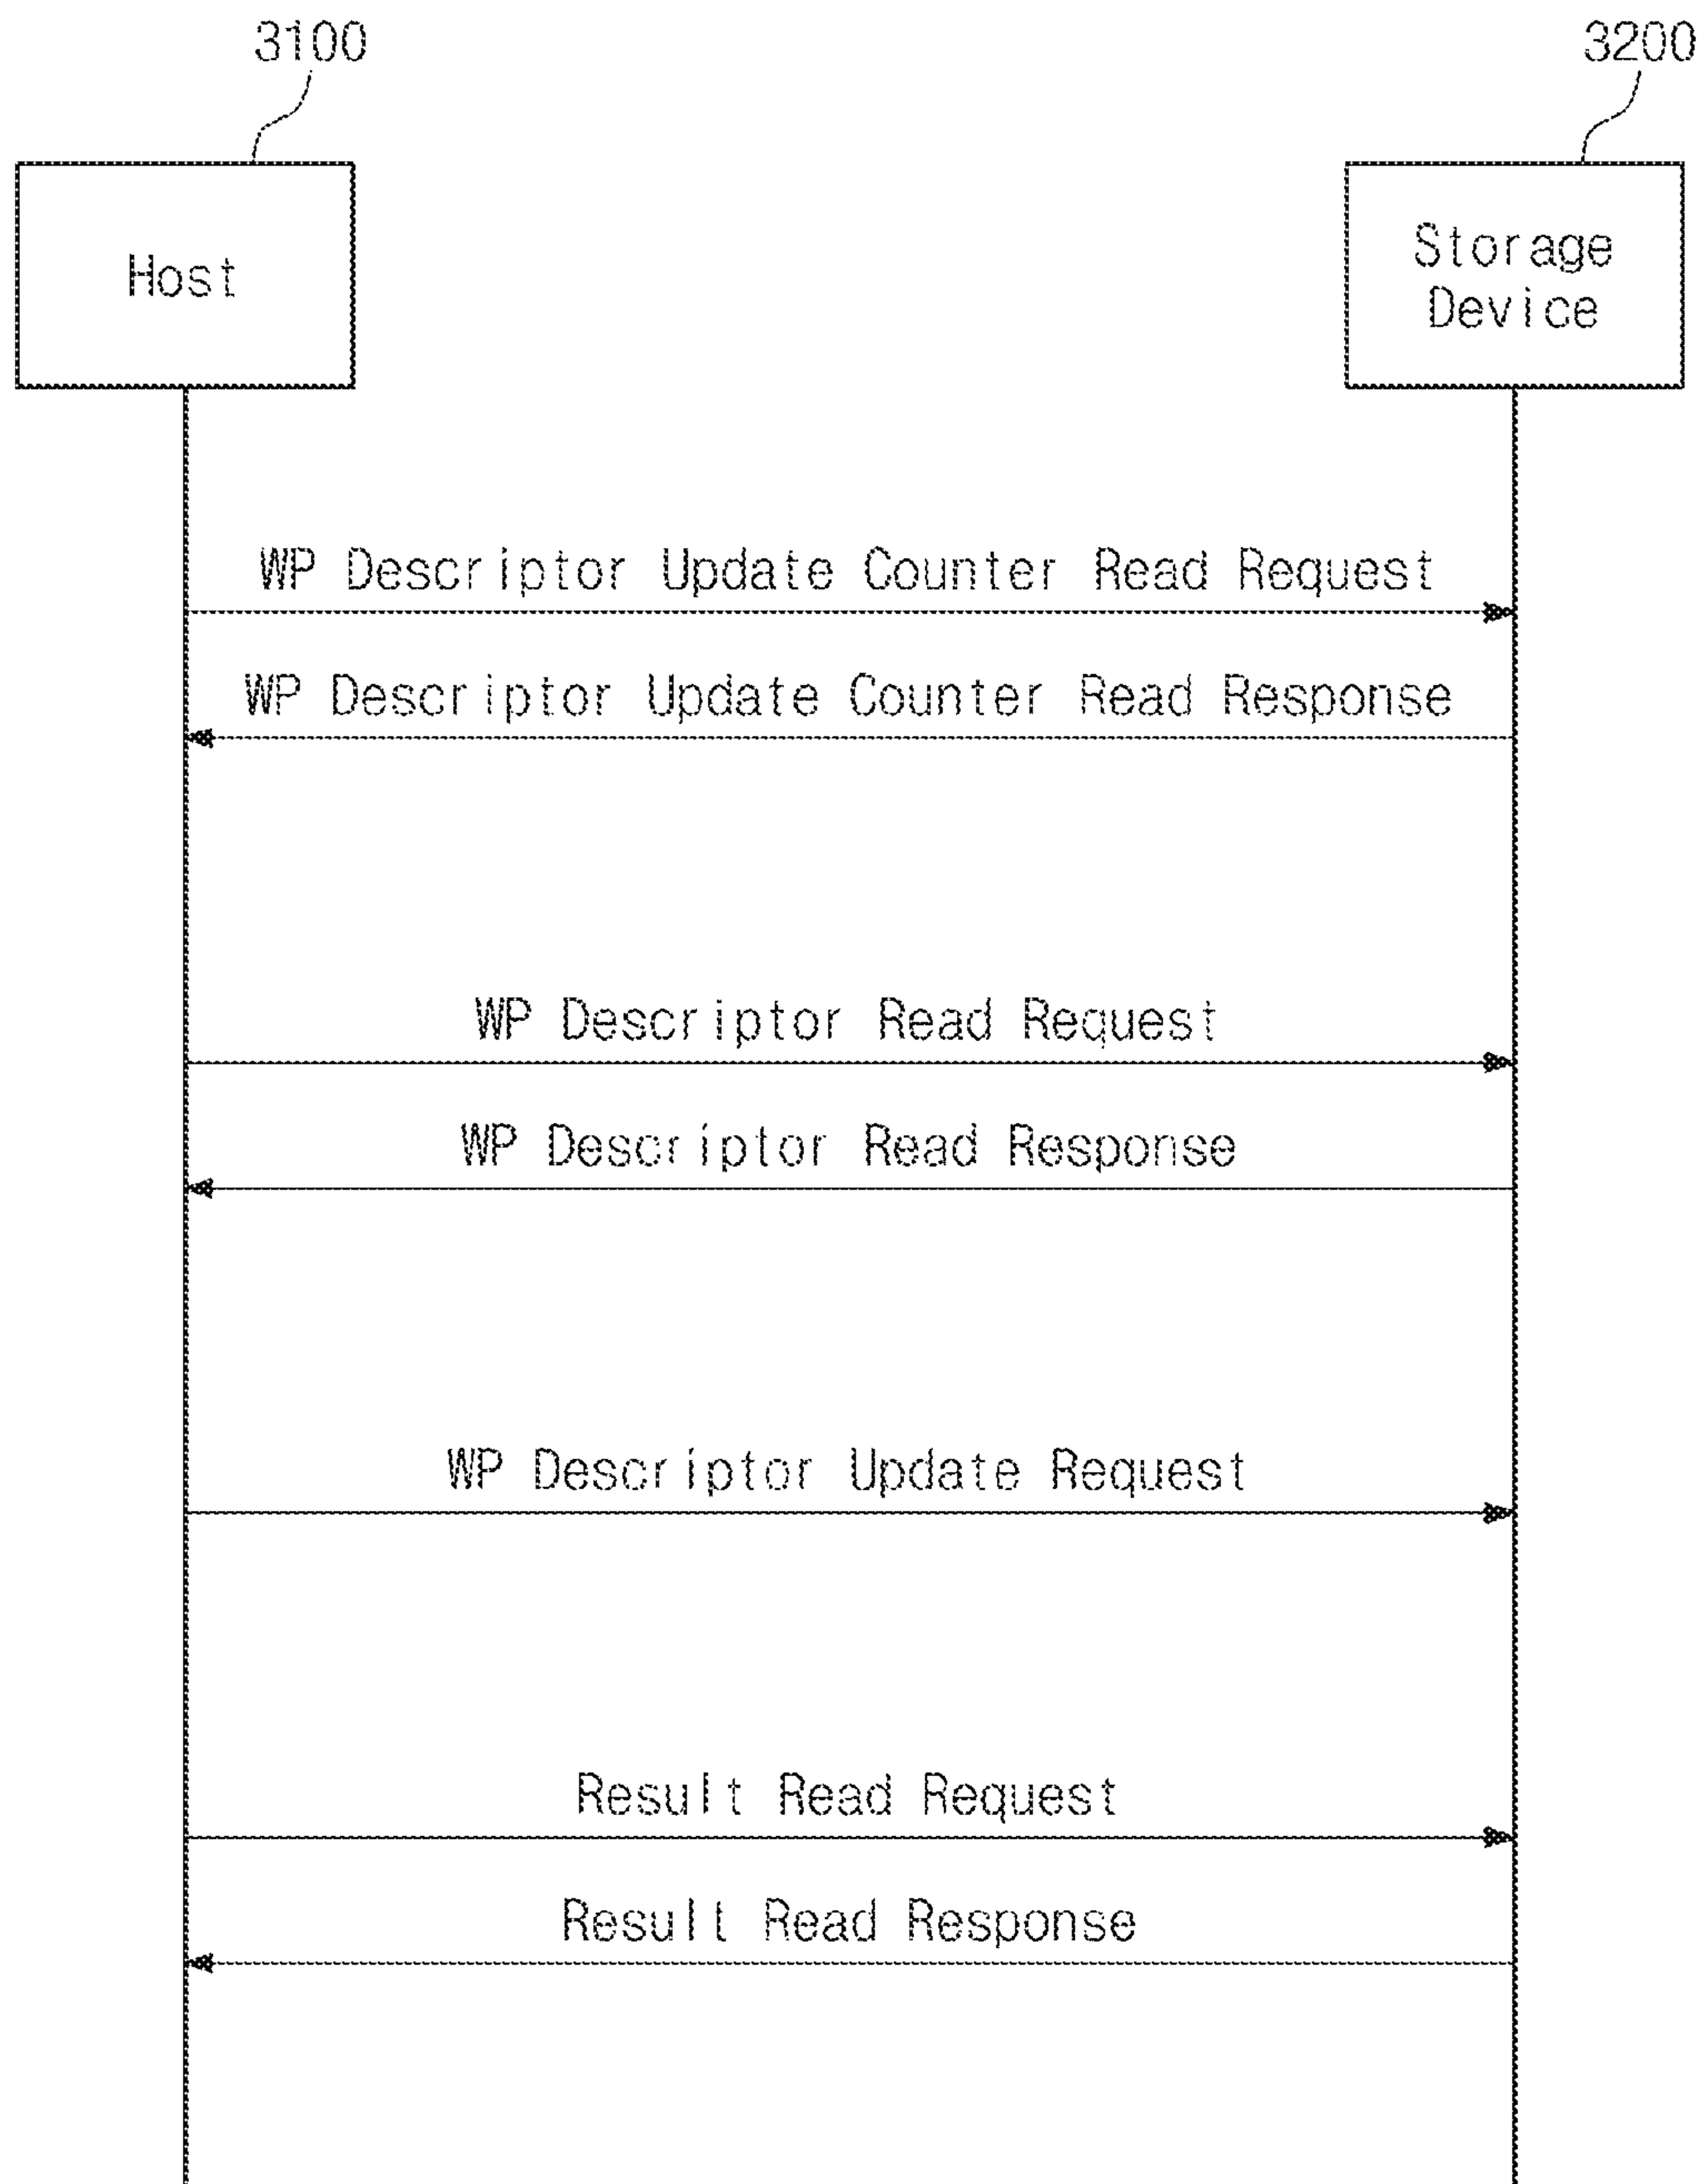 3100
3200
Host
Storage
Device
WP Descriptor Update Counter Read Request
WP Descriptor Update Counter Read Response
WP Descriptor Read Request
WP Descriptor Read Response
WP Descriptor Update Request
Result Read Request
Result Read Response